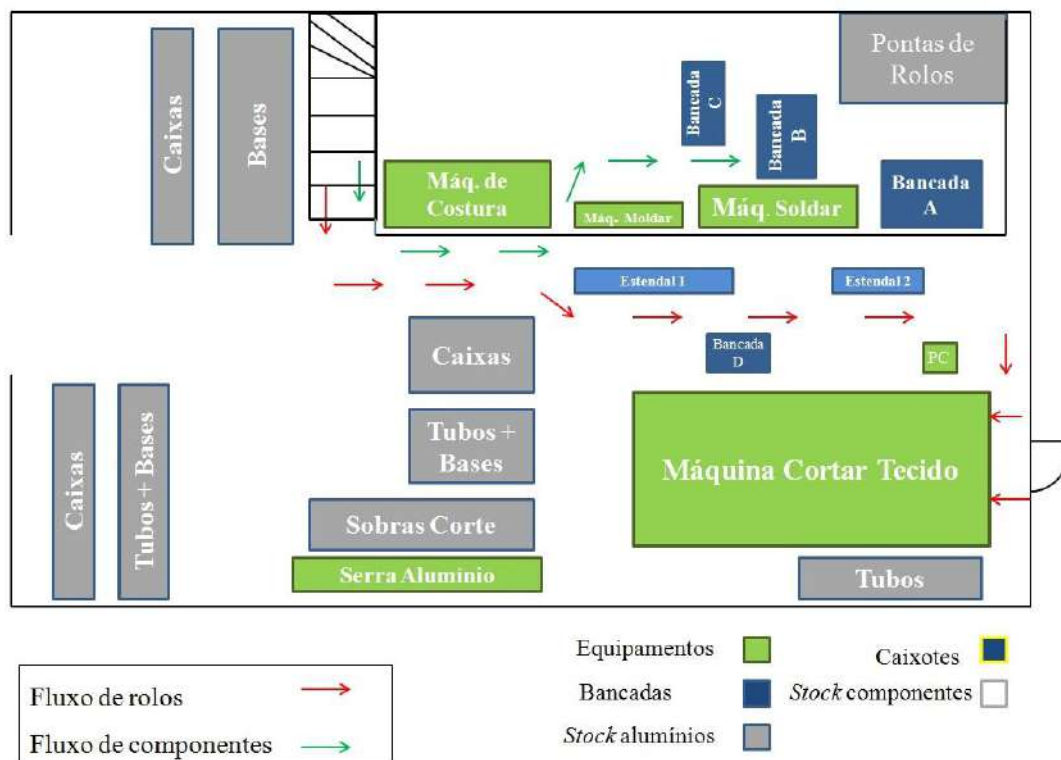 Pontas de
Rolos
Caixas
Bases
Bancada
C
Bancada
B
Máq. de
Costura
Máq. Moldar
Máq. Soldar
Bancada
A
Estendal 1
Estendal 2
Caixas
Bancada
D
PC
Tubos +
Bases
Máquina Cortar Tecido
Caixas
Tubos + Bases
Sobras Corte
Serra Alumínio
Tubos
Fluxo de rolos
Fluxo de componentes
Equipamentos
Bancadas
Stock alumínios
Caixotes
Stock componentes